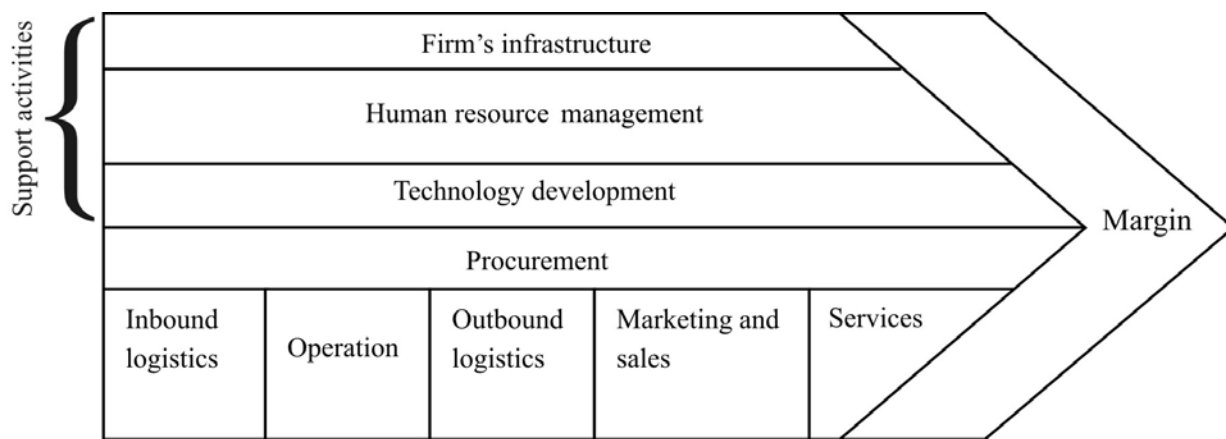 Support activities
Firm's infrastructure
Human resource management
Technology development
Procurement
Margin
Inbound
logistics
Operation
Outbound
logistics
Marketing and
sales
Services